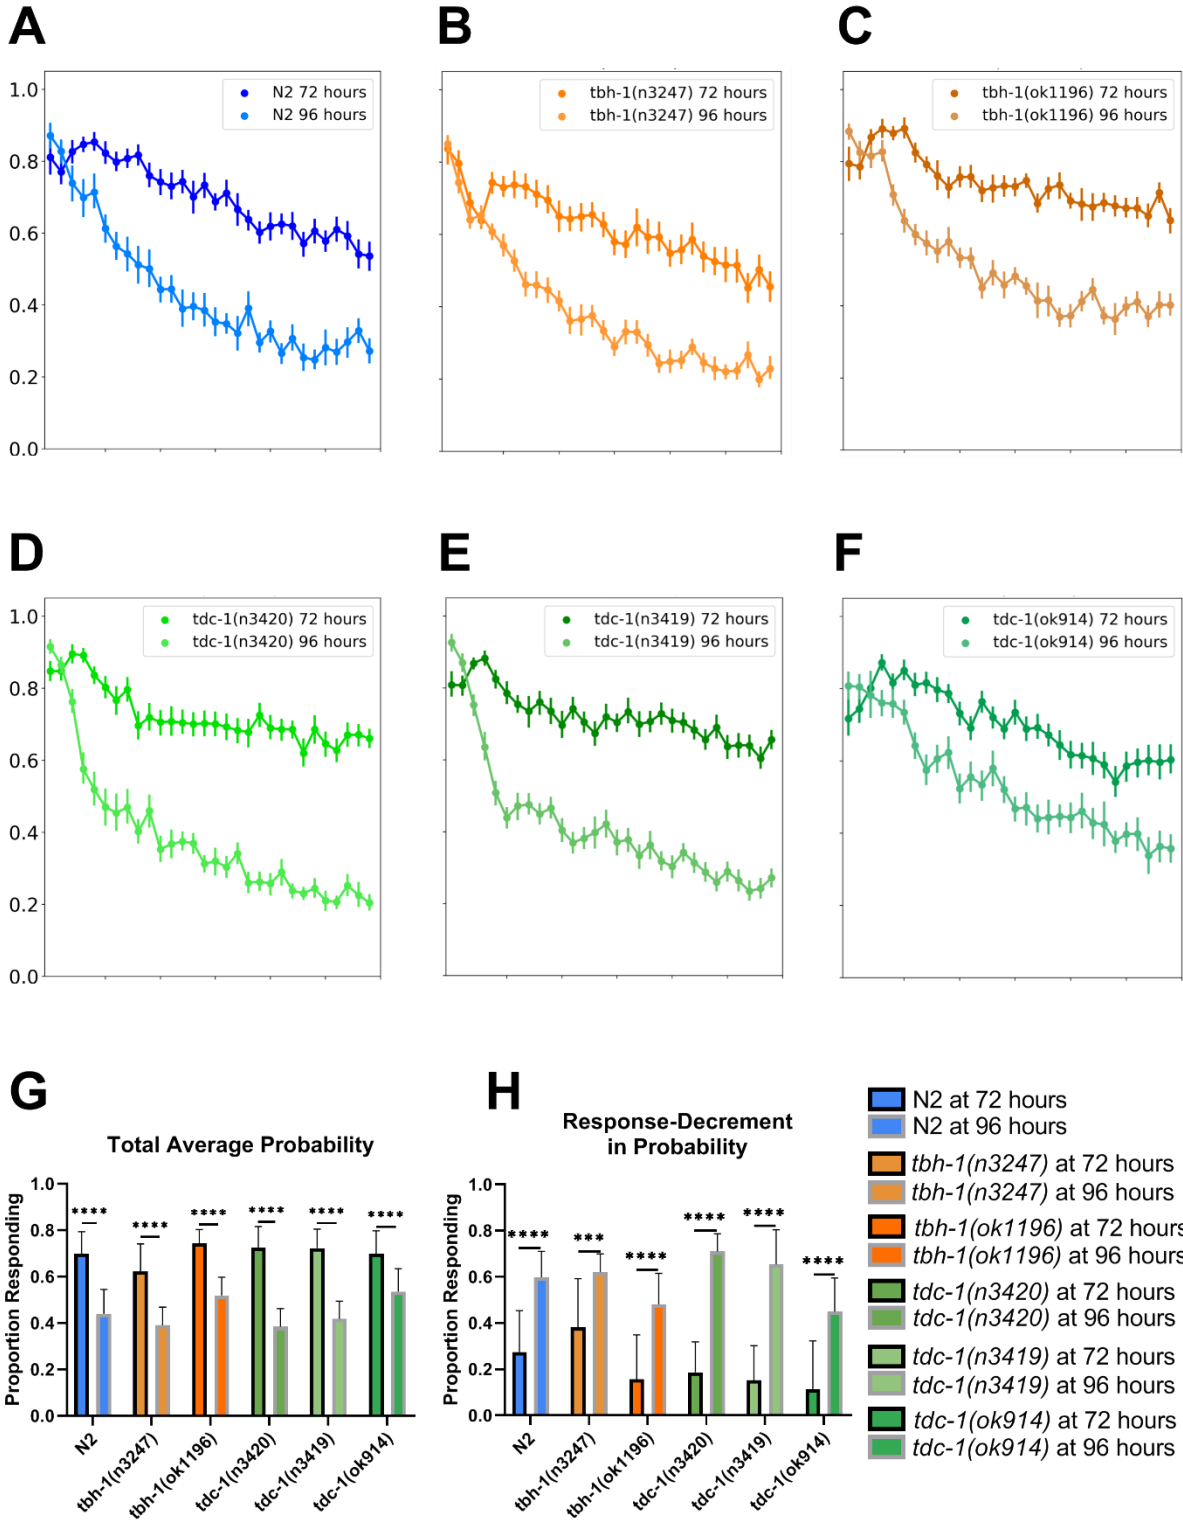 A
B
C
N2 72 hours
N2 96 hours
tbh-1(n3247) 72 hours
tbh-1(n3247) 96 hours
tbh-1(ok1196) 72 hours
tbh-1(ok1196) 96 hours
1.0
0.8
0.6
0.4
0.2
0.0
D
E
F
tdc-1(n3420) 72 hours
tdc-1(n3420) 96 hours
tdc-1(n3419) 72 hours
tdc-1(n3419) 96 hours
tdc-1(ok914) 72 hours
tdc-1(ok914) 96 hours
1.0
0.8
0.6
0.4
0.2
0.0
G
Total Average Probability
Proportion Responding
1.0
0.8
0.6
0.4
0.2
0.0
**** **** **** **** **** ****
N2
tbh-1(n3247)
tbh-1(ok1196)
tdc-1(n3420)
tdc-1(n3419)
tdc-1(ok914)
H
Response-Decrement
in Probability
Proportion Responding
1.0
0.8
0.6
0.4
0.2
0.0
**** *** **** **** **** ****
N2
tbh-1(n3247)
tbh-1(ok1196)
tdc-1(n3420)
tdc-1(n3419)
tdc-1(ok914)
N2 at 72 hours
N2 at 96 hours
tbh-1(n3247) at 72 hours
tbh-1(n3247) at 96 hours
tbh-1(ok1196) at 72 hours
tbh-1(ok1196) at 96 hours
tdc-1(n3420) at 72 hours
tdc-1(n3420) at 96 hours
tdc-1(n3419) at 72 hours
tdc-1(n3419) at 96 hours
tdc-1(ok914) at 72 hours
tdc-1(ok914) at 96 hours